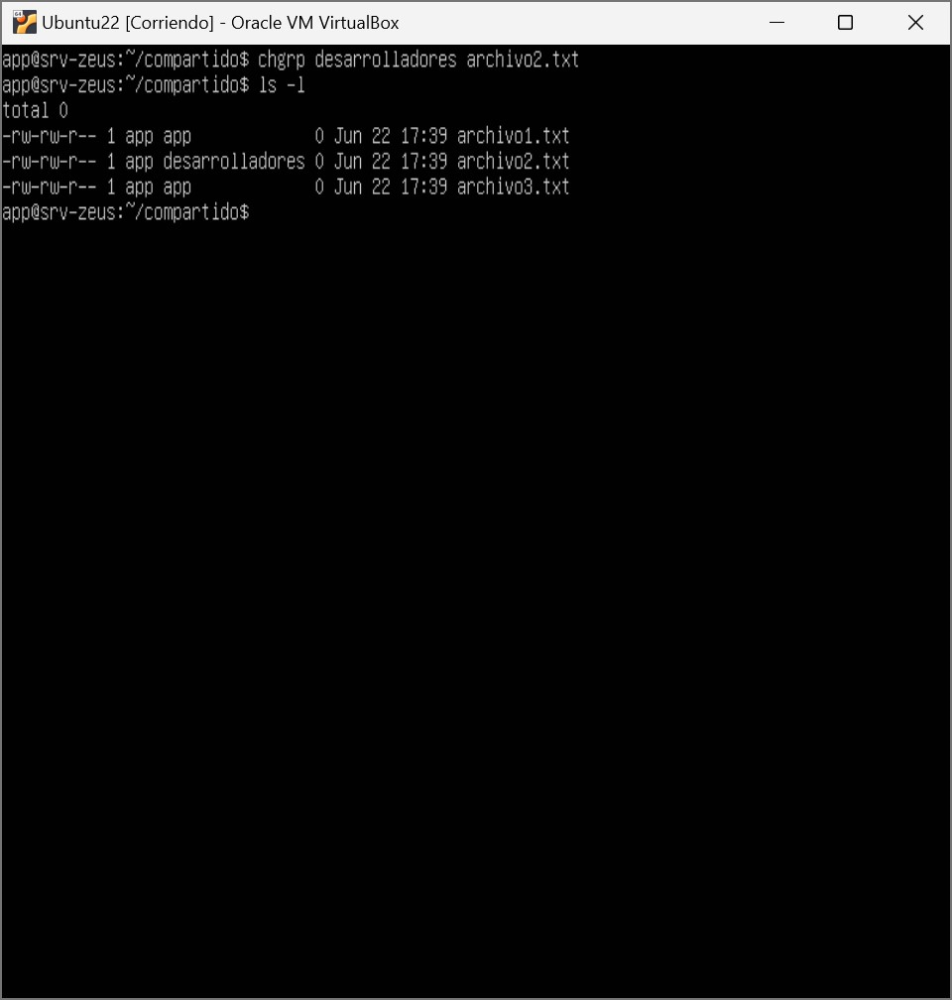 Ubuntu22 [Corriendo] - Oracle VM VirtualBox
app@srv-zeus:~/compartido$ chgrp desarrolladores archivo2.txt
app@srv-zeus:~/compartido$ ls -l
total 0
-rw-rw-r-- 1 app app             0 Jun 22 17:39 archivo1.txt
-rw-rw-r-- 1 app desarrolladores 0 Jun 22 17:39 archivo2.txt
-rw-rw-r-- 1 app app             0 Jun 22 17:39 archivo3.txt
app@srv-zeus:~/compartido$